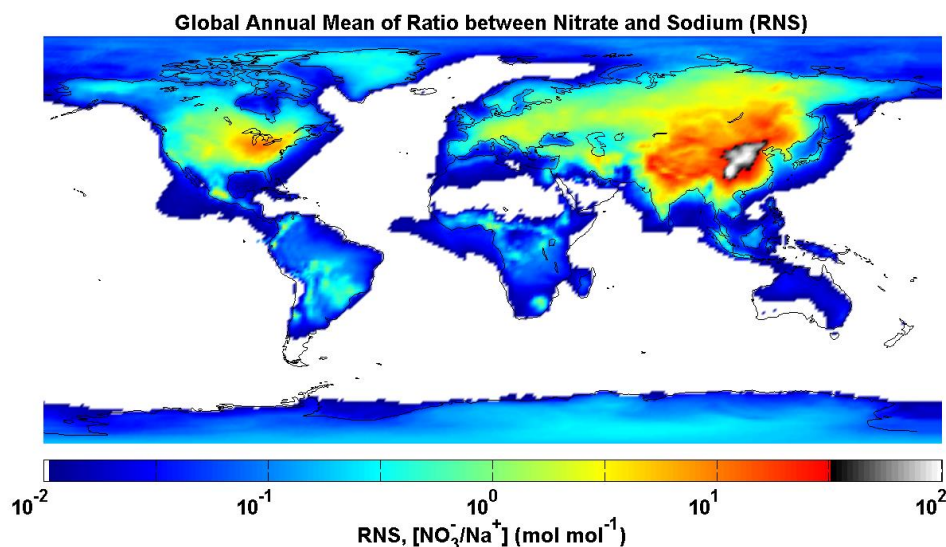 Global Annual Mean of Ratio between Nitrate and Sodium (RNS)
10⁻² 10⁻¹ 10⁰ 10¹ 10²
RNS, [NO₃⁻/Na⁺] (mol mol⁻¹)